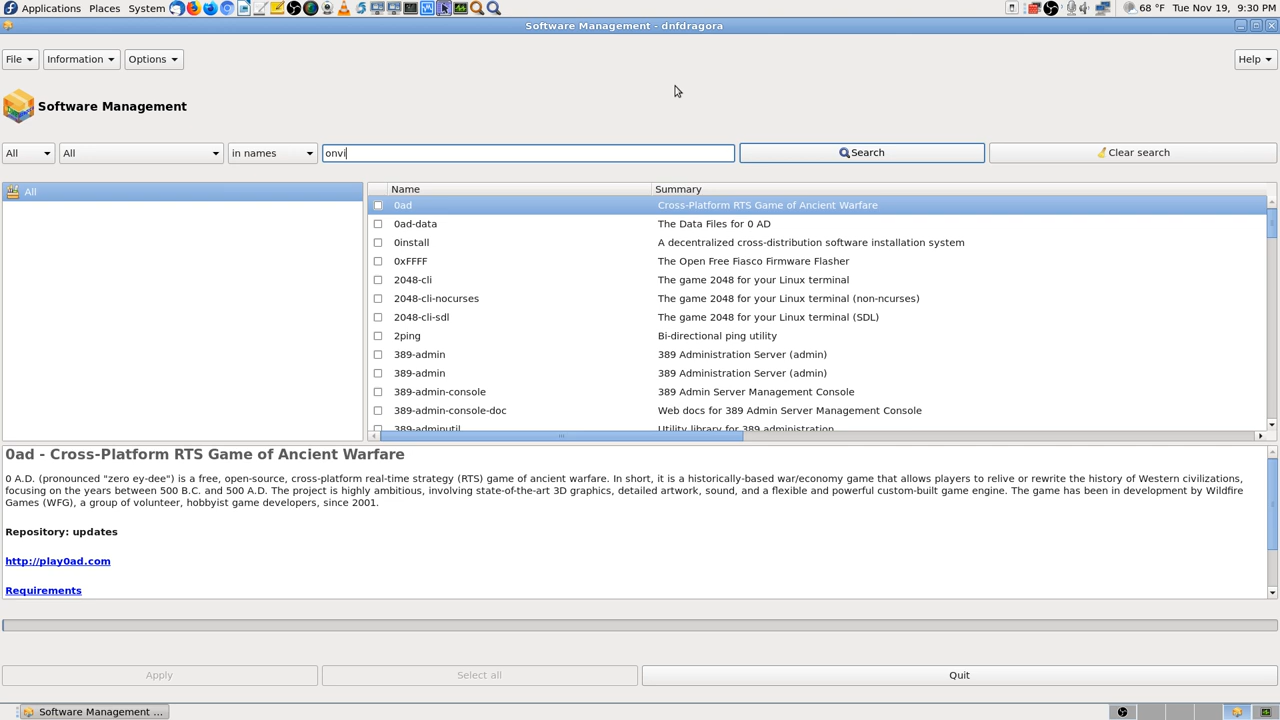 Applications Places System 68 °F Tue Nov 19, 9:30 PM
Software Management - dnfdragora
File Information Options Help
Software Management
All All in names onvi Search Clear search
All
Name Summary
0ad Cross-Platform RTS Game of Ancient Warfare
0ad-data The Data Files for 0 AD
0install A decentralized cross-distribution software installation system
0xFFFF The Open Free Fiasco Firmware Flasher
2048-cli The game 2048 for your Linux terminal
2048-cli-nocurses The game 2048 for your Linux terminal (non-ncurses)
2048-cli-sdl The game 2048 for your Linux terminal (SDL)
2ping Bi-directional ping utility
389-admin 389 Administration Server (admin)
389-admin 389 Administration Server (admin)
389-admin-console 389 Admin Server Management Console
389-admin-console-doc Web docs for 389 Admin Server Management Console
389-adminutil Utility library for 389 administration
0ad - Cross-Platform RTS Game of Ancient Warfare
0 A.D. (pronounced "zero ey-dee") is a free, open-source, cross-platform real-time strategy (RTS) game of ancient warfare. In short, it is a historically-based war/economy game that allows players to relive or rewrite the history of Western civilizations,
focusing on the years between 500 B.C. and 500 A.D. The project is highly ambitious, involving state-of-the-art 3D graphics, detailed artwork, sound, and a flexible and powerful custom-built game engine. The game has been in development by Wildfire
Games (WFG), a group of volunteer, hobbyist game developers, since 2001.
Repository: updates
http://play0ad.com
Requirements
Apply Select all Quit
Software Management ...